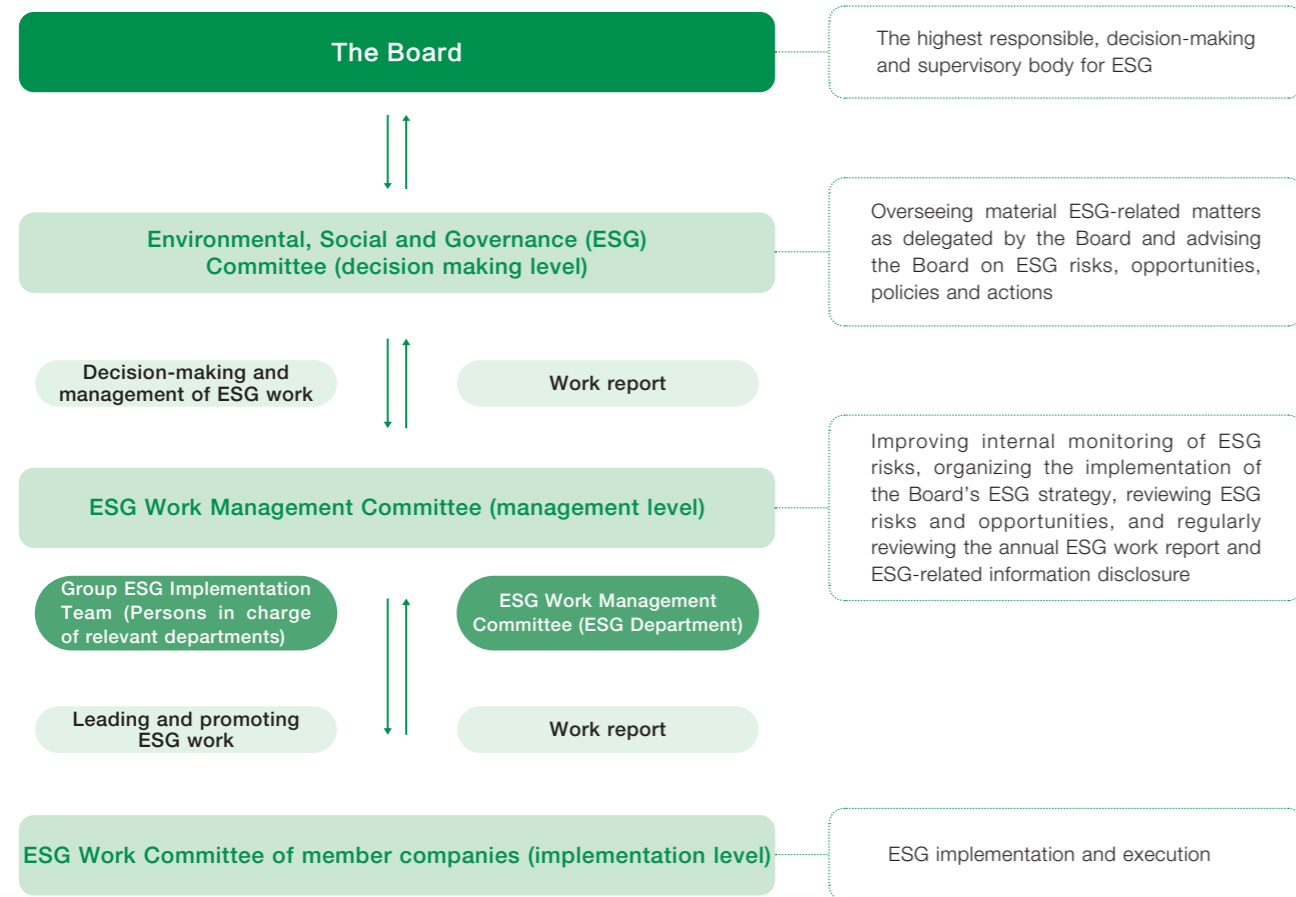 The Board
The highest responsible, decision-making
and supervisory body for ESG
Environmental, Social and Governance (ESG)
Committee (decision making level)
Overseeing material ESG-related matters
as delegated by the Board and advising
the Board on ESG risks, opportunities,
policies and actions
Decision-making and
management of ESG work
Work report
ESG Work Management Committee (management level)
Improving internal monitoring of ESG
risks, organizing the implementation of
the Board's ESG strategy, reviewing ESG
risks and opportunities, and regularly
reviewing the annual ESG work report and
ESG-related information disclosure
Group ESG Implementation
Team (Persons in charge
of relevant departments)
ESG Work Management
Committee (ESG Department)
Leading and promoting
ESG work
Work report
ESG Work Committee of member companies (implementation level)
ESG implementation and execution